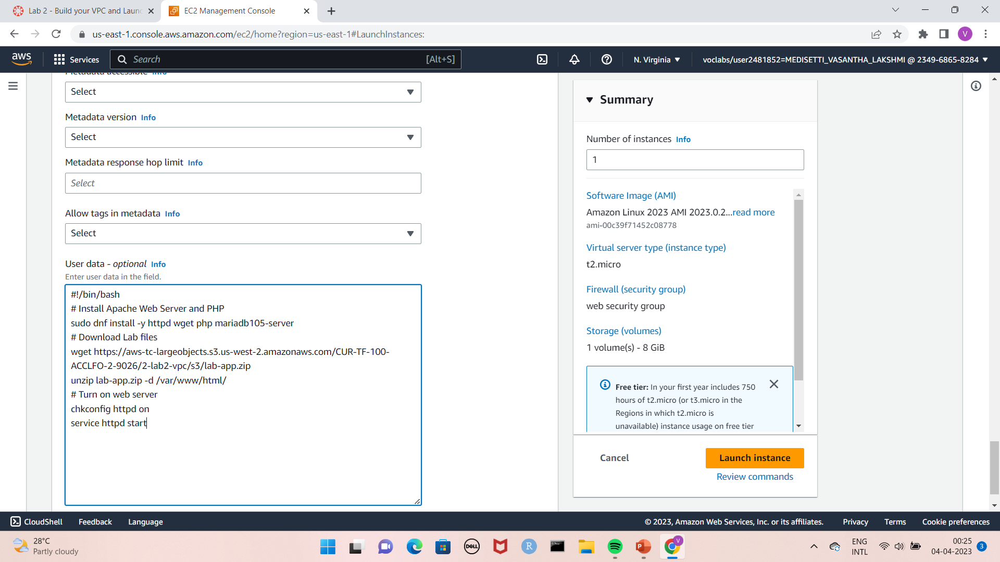 Lab 2 - Build your VPC and Laun
EC2 Management Console
us-east-1.console.aws.amazon.com/ec2/home?region=us-east-1#LaunchInstances:
V
aws
Services
Search
[Alt+S]
N. Virginia
voclabs/user2481852=MEDISETTI_VASANTHA_LAKSHMI @ 2349-6865-8284
Metadata accessible Info
Select
Metadata version Info
Select
Metadata response hop limit Info
Select
Allow tags in metadata Info
Select
User data - optional Info
Enter user data in the field.
#!/bin/bash
# Install Apache Web Server and PHP
sudo dnf install -y httpd wget php mariadb105-server
# Download Lab files
wget https://aws-tc-largeobjects.s3.us-west-2.amazonaws.com/CUR-TF-100-
ACCLFO-2-9026/2-lab2-vpc/s3/lab-app.zip
unzip lab-app.zip -d /var/www/html/
# Turn on web server
chkconfig httpd on
service httpd start
Summary
Number of instances Info
1
Software Image (AMI)
Amazon Linux 2023 AMI 2023.0.2...read more
ami-00c39f71452c08778
Virtual server type (instance type)
t2.micro
Firewall (security group)
web security group
Storage (volumes)
1 volume(s) - 8 GiB
Free tier: In your first year includes 750
hours of t2.micro (or t3.micro in the
Regions in which t2.micro is
unavailable) instance usage on free tier
Cancel
Launch instance
Review commands
CloudShell
Feedback
Language
© 2023, Amazon Web Services, Inc. or its affiliates.
Privacy
Terms
Cookie preferences
28°C
Partly cloudy
DELL
R
P
V
ENG
INTL
00:25
04-04-2023
3